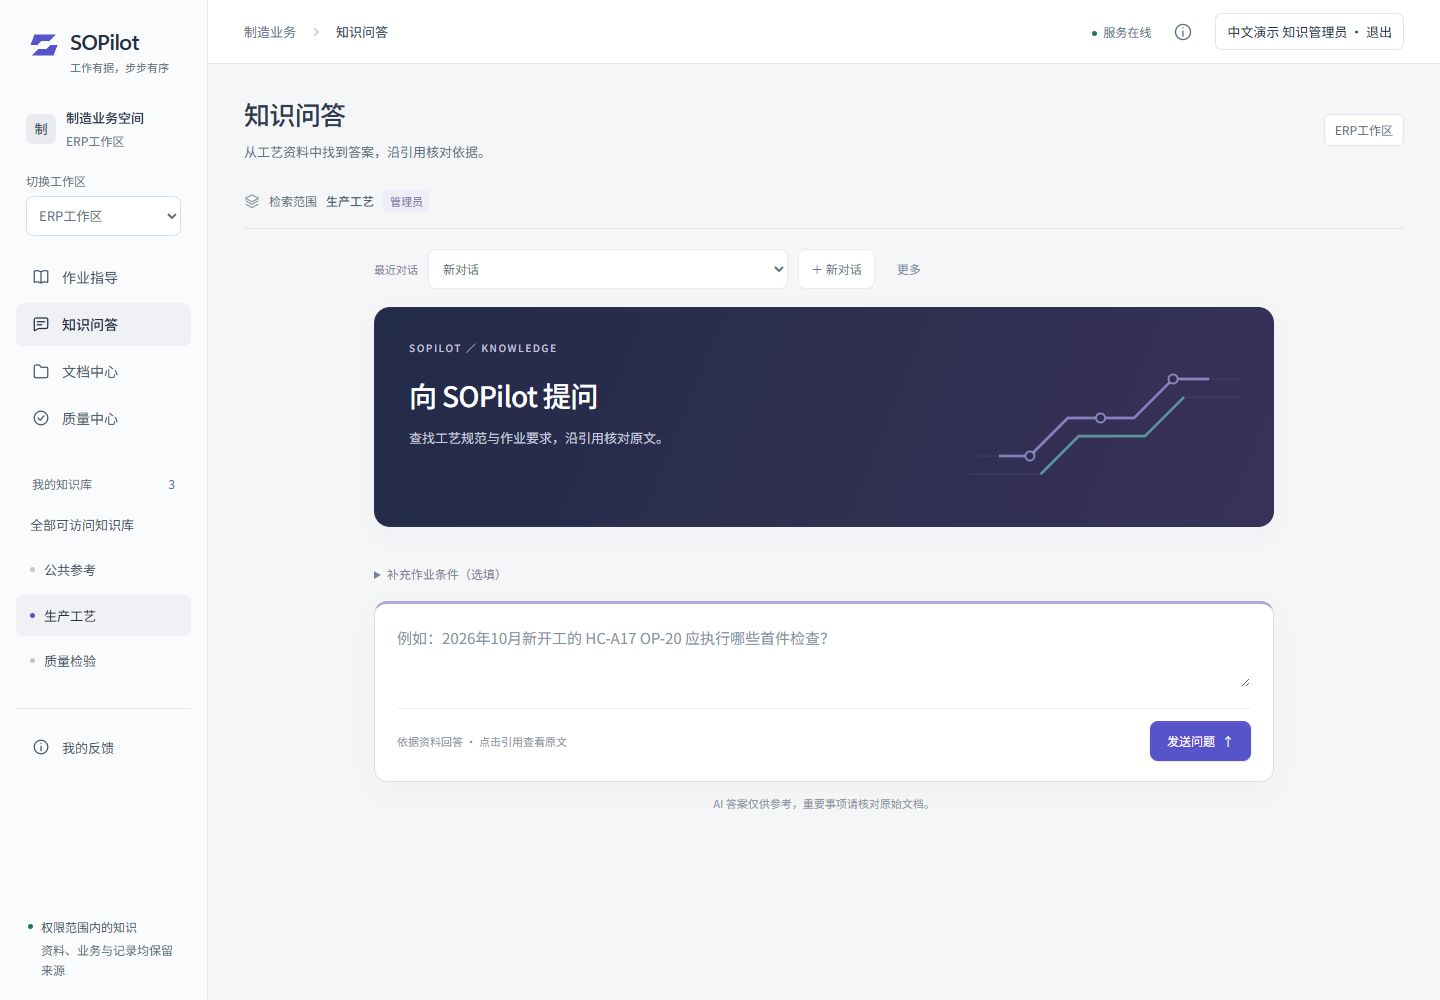 SOPilot
工作有据，步步有序
制
制造业务空间
ERP工作区
切换工作区
ERP工作区
作业指导
知识问答
文档中心
质量中心
我的知识库 3
全部可访问知识库
公共参考
生产工艺
质量检验
我的反馈
权限范围内的知识
资料、业务与记录均保留
来源
制造业务 › 知识问答
服务在线
中文演示 知识管理员 · 退出
知识问答
从工艺资料中找到答案，沿引用核对依据。
ERP工作区
检索范围 生产工艺 管理员
最近对话 新对话 + 新对话 更多
SOPILOT ／ KNOWLEDGE
向 SOPilot 提问
查找工艺规范与作业要求，沿引用核对原文。
补充作业条件（选填）
例如：2026年10月新开工的 HC-A17 OP-20 应执行哪些首件检查？
依据资料回答 · 点击引用查看原文
发送问题 ↑
AI 答案仅供参考，重要事项请核对原始文档。